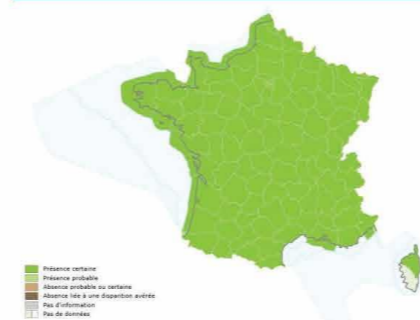 Présence certaine
Présence probable
Absence probable ou certaine
Absence liée à une disparition avérée
Pas d'information
Pas de données